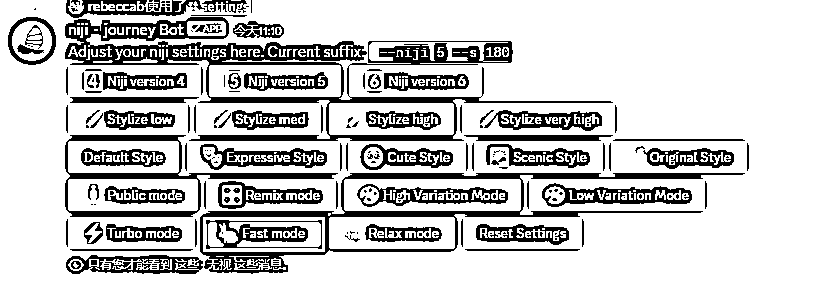 rebeccab使用了 setting
niji - journey Bot ✓ APP 今天11:10
Adjust your niji settings here. Current suffix: --niji 5 --s 180
4 Niji version 4 5 Niji version 5 6 Niji version 6
Stylize low Stylize med Stylize high Stylize very high
Default Style Expressive Style Cute Style Scenic Style Original Style
Public mode Remix mode High Variation Mode Low Variation Mode
Turbo mode Fast mode Relax mode Reset Settings
只有您才能看到 这些 · 无视 这些消息.